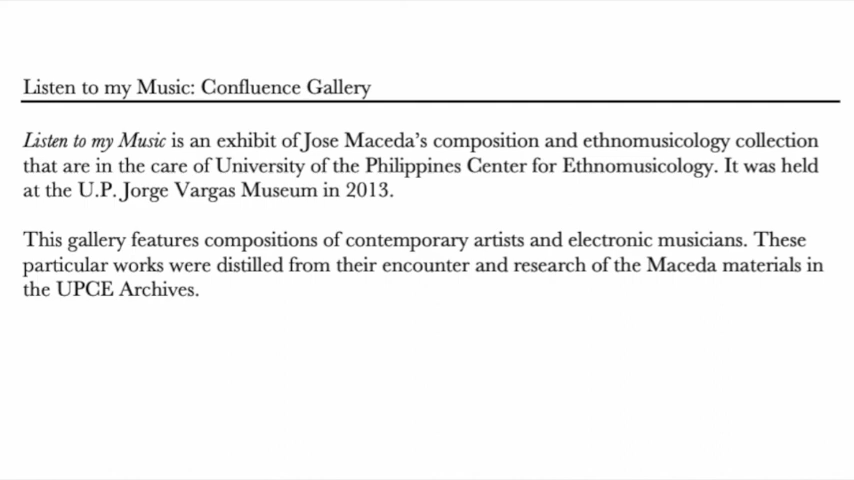 Listen to my Music: Confluence Gallery
Listen to my Music is an exhibit of Jose Maceda’s composition and ethnomusicology collection
that are in the care of University of the Philippines Center for Ethnomusicology. It was held
at the U.P. Jorge Vargas Museum in 2013.
This gallery features compositions of contemporary artists and electronic musicians. These
particular works were distilled from their encounter and research of the Maceda materials in
the UPCE Archives.